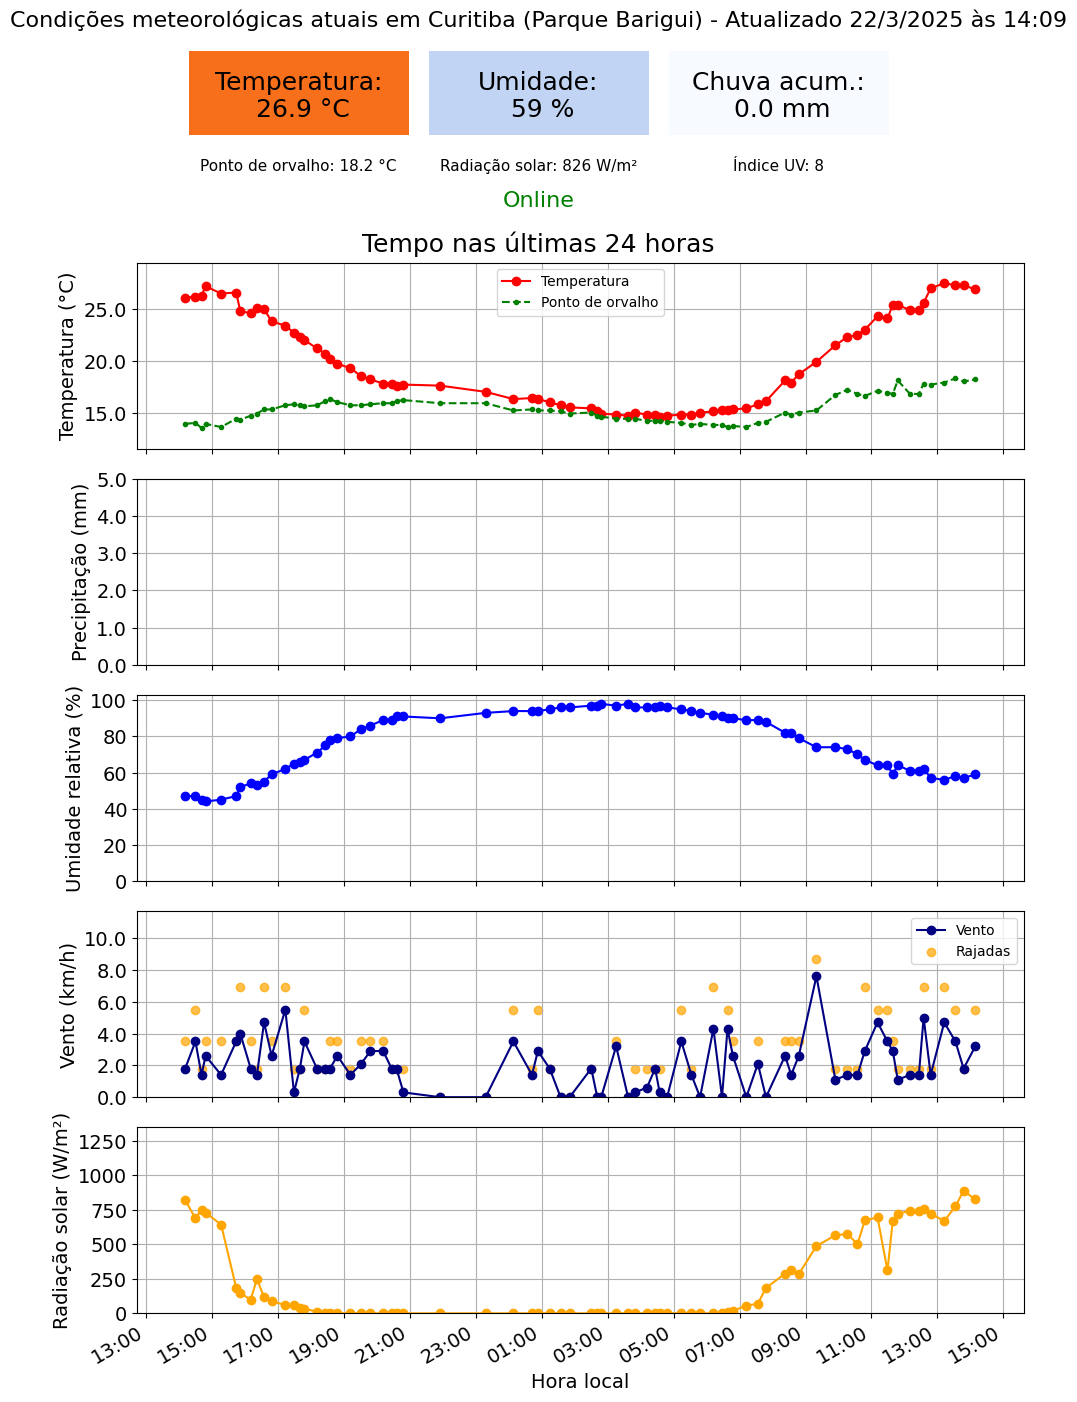 Condições meteorológicas atuais em Curitiba (Parque Barigui) - Atualizado 22/3/2025 às 14:09
Temperatura:
26.9 °C
Umidade:
59 %
Chuva acum.:
0.0 mm
Ponto de orvalho: 18.2 °C
Radiação solar: 826 W/m²
Índice UV: 8
Online
Tempo nas últimas 24 horas
Temperatura (°C)
25.0
20.0
15.0
Temperatura
Ponto de orvalho
Precipitação (mm)
5.0
4.0
3.0
2.0
1.0
0.0
Umidade relativa (%)
100
80
60
40
20
0
Vento (km/h)
10.0
8.0
6.0
4.0
2.0
0.0
Vento
Rajadas
Radiação solar (W/m²)
1250
1000
750
500
250
0
13:00
15:00
17:00
19:00
21:00
23:00
01:00
03:00
05:00
07:00
09:00
11:00
13:00
15:00
Hora local